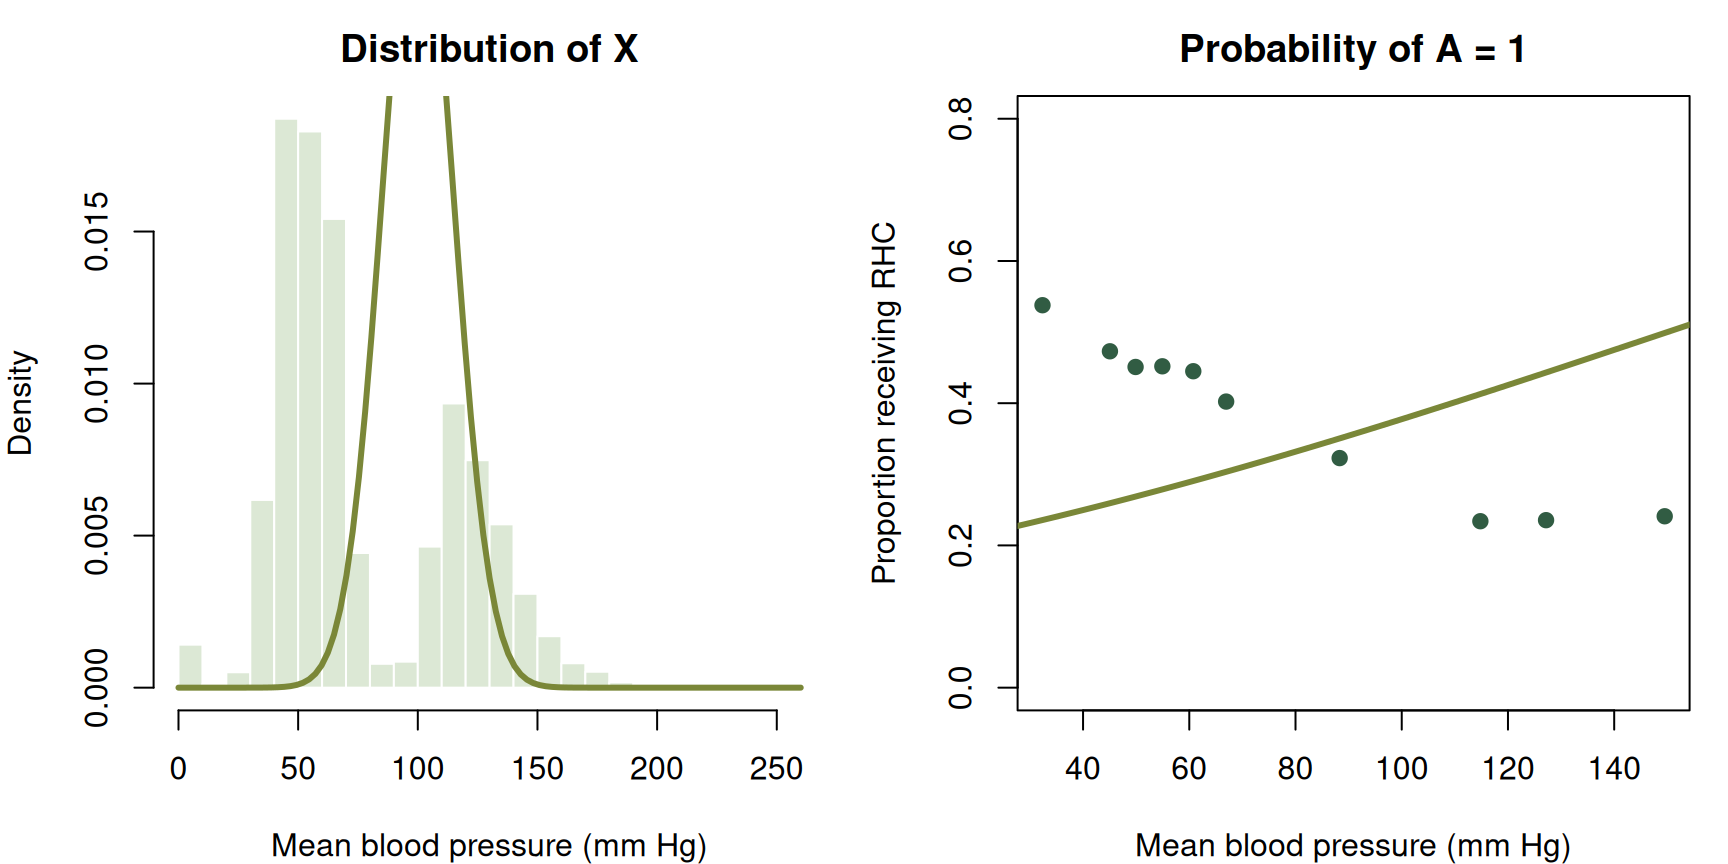 Distribution of X
Density
0.000
0.005
0.010
0.015
0 50 100 150 200 250
Mean blood pressure (mm Hg)
Probability of A = 1
Proportion receiving RHC
0.0
0.2
0.4
0.6
0.8
40 60 80 100 120 140
Mean blood pressure (mm Hg)